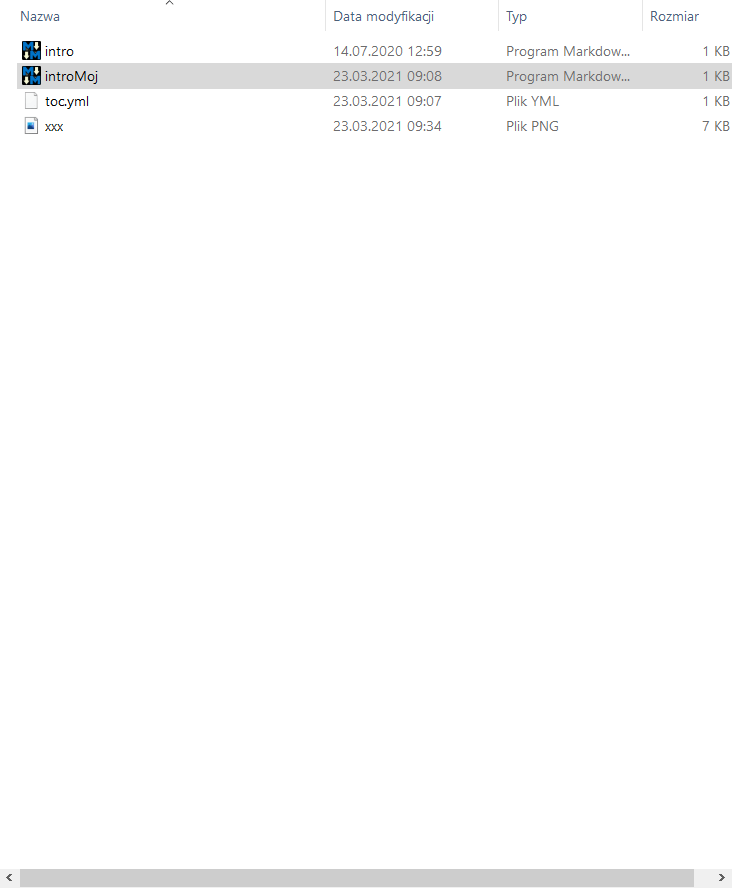 Nazwa Data modyfikacji Typ Rozmiar
intro 14.07.2020 12:59 Program Markdow... 1 KB
introMoj 23.03.2021 09:08 Program Markdow... 1 KB
toc.yml 23.03.2021 09:07 Plik YML 1 KB
xxx 23.03.2021 09:34 Plik PNG 7 KB